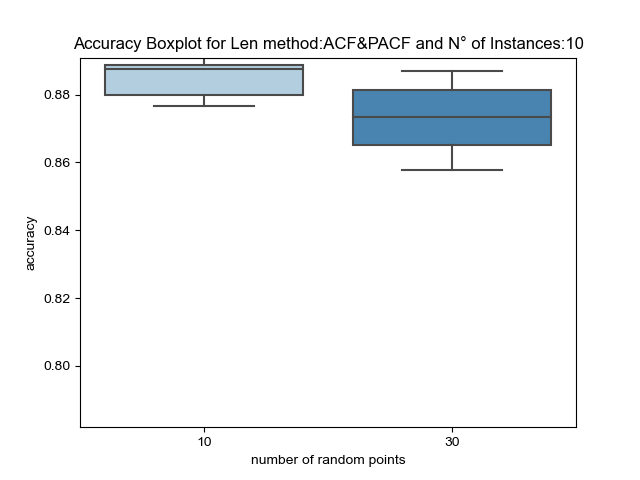 Accuracy Boxplot for Len method:ACF&PACF and N° of Instances:10
accuracy
0.88
0.86
0.84
0.82
0.80
10
30
number of random points